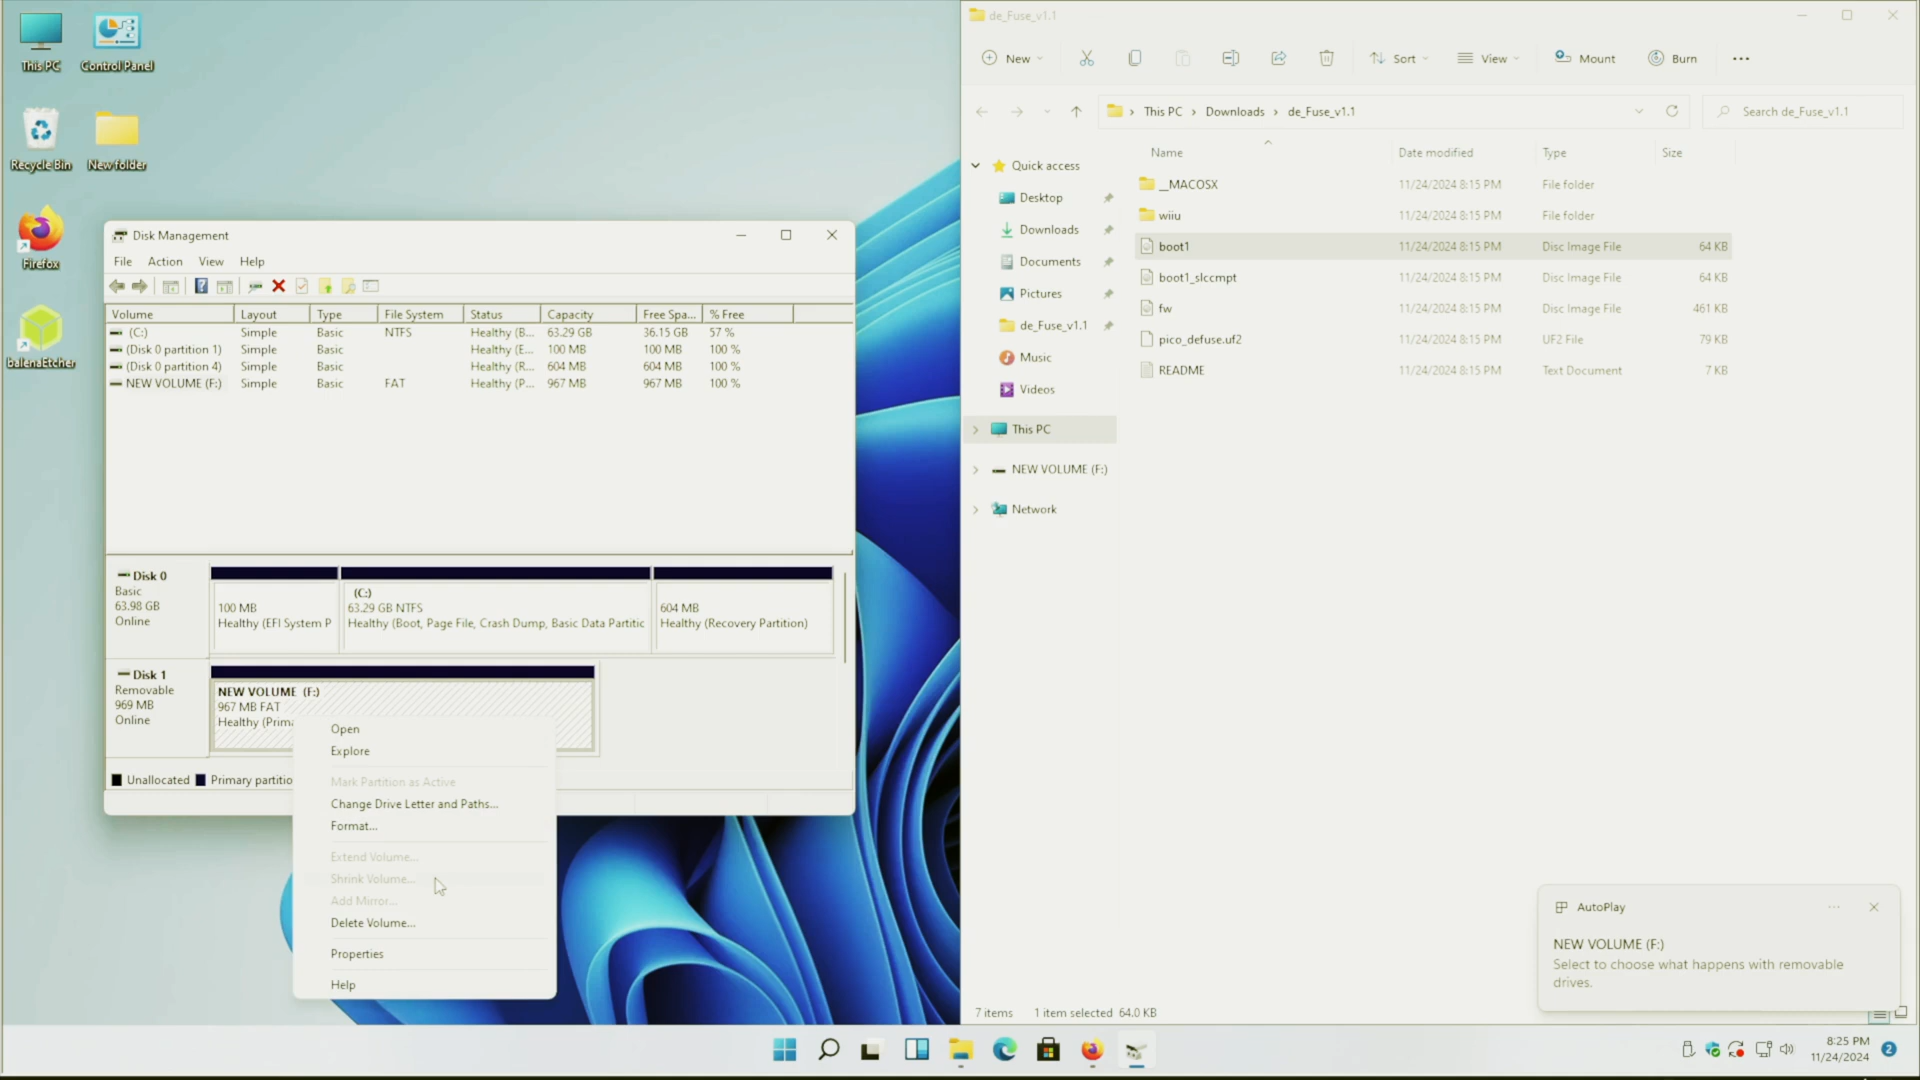 This PC
Control Panel
Recycle Bin
New folder
Firefox
balenaEtcher
Disk Management
File Action View Help
Volume Layout Type File System Status Capacity Free Spa... % Free
(C:) Simple Basic NTFS Healthy (B... 63.29 GB 36.15 GB 57 %
(Disk 0 partition 1) Simple Basic Healthy (E... 100 MB 100 MB 100 %
(Disk 0 partition 4) Simple Basic Healthy (R... 604 MB 604 MB 100 %
NEW VOLUME (F:) Simple Basic FAT Healthy (P... 967 MB 967 MB 100 %
Disk 0
Basic
63.98 GB
Online
100 MB
Healthy (EFI System P
(C:)
63.29 GB NTFS
Healthy (Boot, Page File, Crash Dump, Basic Data Partitic
604 MB
Healthy (Recovery Partition)
Disk 1
Removable
969 MB
Online
NEW VOLUME (F:)
967 MB FAT
Healthy (Prima
Unallocated Primary partitio
Open
Explore
Mark Partition as Active
Change Drive Letter and Paths...
Format...
Extend Volume...
Shrink Volume...
Add Mirror...
Delete Volume...
Properties
Help
de_Fuse_v1.1
New Sort View Mount Burn
This PC Downloads de_Fuse_v1.1 Search de_Fuse_v1.1
Quick access
Desktop
Downloads
Documents
Pictures
de_Fuse_v1.1
Music
Videos
This PC
NEW VOLUME (F:)
Network
Name Date modified Type Size
__MACOSX 11/24/2024 8:15 PM File folder
wiiu 11/24/2024 8:15 PM File folder
boot1 11/24/2024 8:15 PM Disc Image File 64 KB
boot1_slccmpt 11/24/2024 8:15 PM Disc Image File 64 KB
fw 11/24/2024 8:15 PM Disc Image File 461 KB
pico_defuse.uf2 11/24/2024 8:15 PM UF2 File 79 KB
README 11/24/2024 8:15 PM Text Document 7 KB
7 items 1 item selected 64.0 KB
AutoPlay
NEW VOLUME (F:)
Select to choose what happens with removable
drives.
8:25 PM
11/24/2024
2